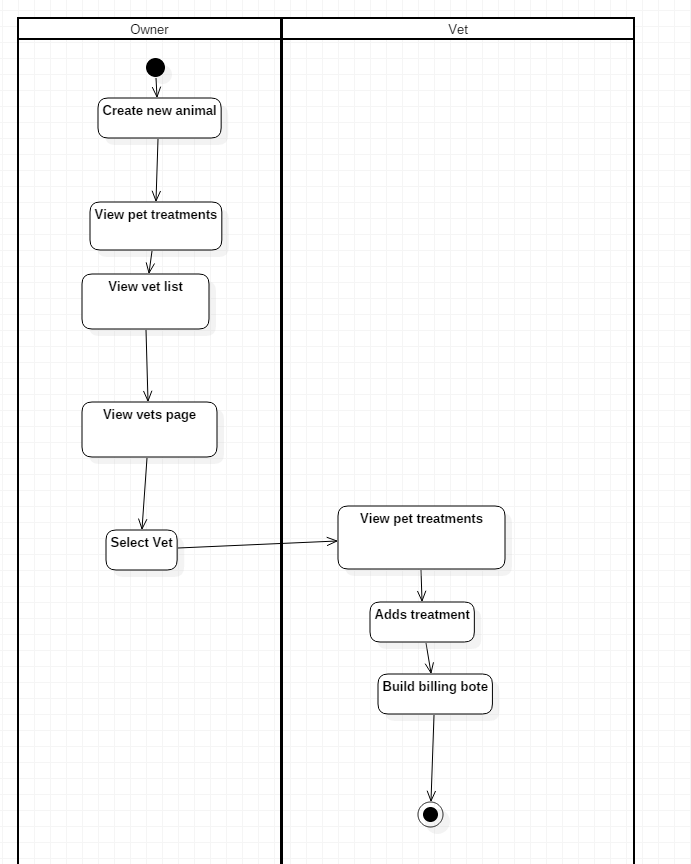 Owner
Vet
Create new animal
View pet treatments
View vet list
View vets page
Select Vet
View pet treatments
Adds treatment
Build billing bote